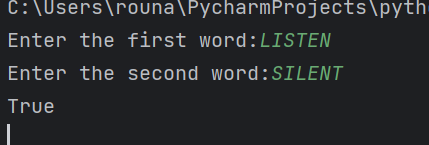 C:\Users\rouna\PycharmProjects\pyth
Enter the first word:LISTEN
Enter the second word:SILENT
True